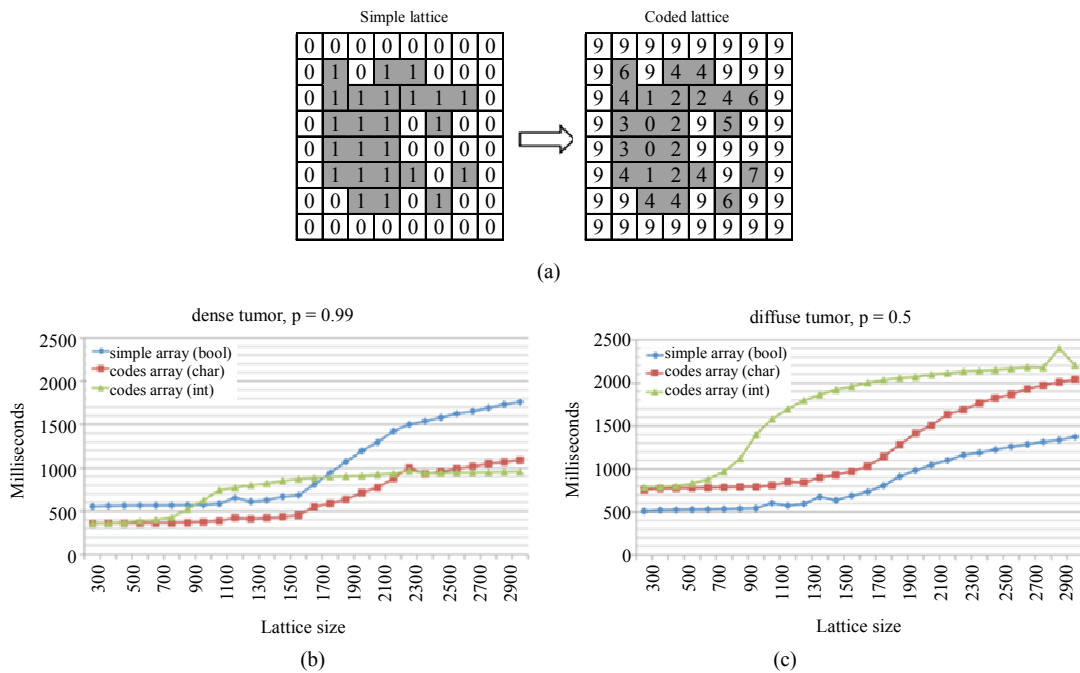 Simple lattice
Coded lattice
0 0 0 0 0 0 0 0
0 1 0 1 1 0 0 0
0 1 1 1 1 1 1 0
0 1 1 1 0 1 0 0
0 1 1 1 0 0 0 0
0 1 1 1 1 0 1 0
0 0 1 1 0 1 0 0
0 0 0 0 0 0 0 0
9 9 9 9 9 9 9 9
9 6 9 4 4 9 9 9
9 4 1 2 2 4 6 9
9 3 0 2 9 5 9 9
9 3 0 2 9 9 9 9
9 4 1 2 4 9 7 9
9 9 4 4 9 6 9 9
9 9 9 9 9 9 9 9
(a)
dense tumor, p = 0.99
2500
2000
1500
1000
500
0
Milliseconds
simple array (bool)
codes array (char)
codes array (int)
300 500 700 900 1100 1300 1500 1700 1900 2100 2300 2500 2700 2900
Lattice size
(b)
diffuse tumor, p = 0.5
2500
2000
1500
1000
500
0
Milliseconds
simple array (bool)
codes array (char)
codes array (int)
300 500 700 900 1100 1300 1500 1700 1900 2100 2300 2500 2700 2900
Lattice size
(c)